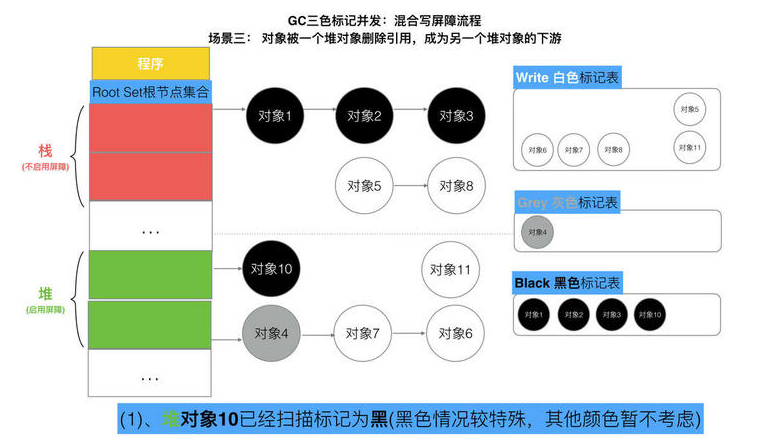 GC三色标记并发：混合写屏障流程
场景三： 对象被一个堆对象删除引用，成为另一个堆对象的下游
程序
Root Set根节点集合
栈
(不启用屏障)
...
堆
(启用屏障)
...
对象1
对象2
对象3
对象5
对象8
对象10
对象11
对象4
对象7
对象6
Write 白色标记表
对象5
对象6
对象7
对象8
对象11
Grey 灰色标记表
对象4
Black 黑色标记表
对象1
对象2
对象3
对象10
(1)、堆对象10已经扫描标记为黑(黑色情况较特殊，其他颜色暂不考虑)